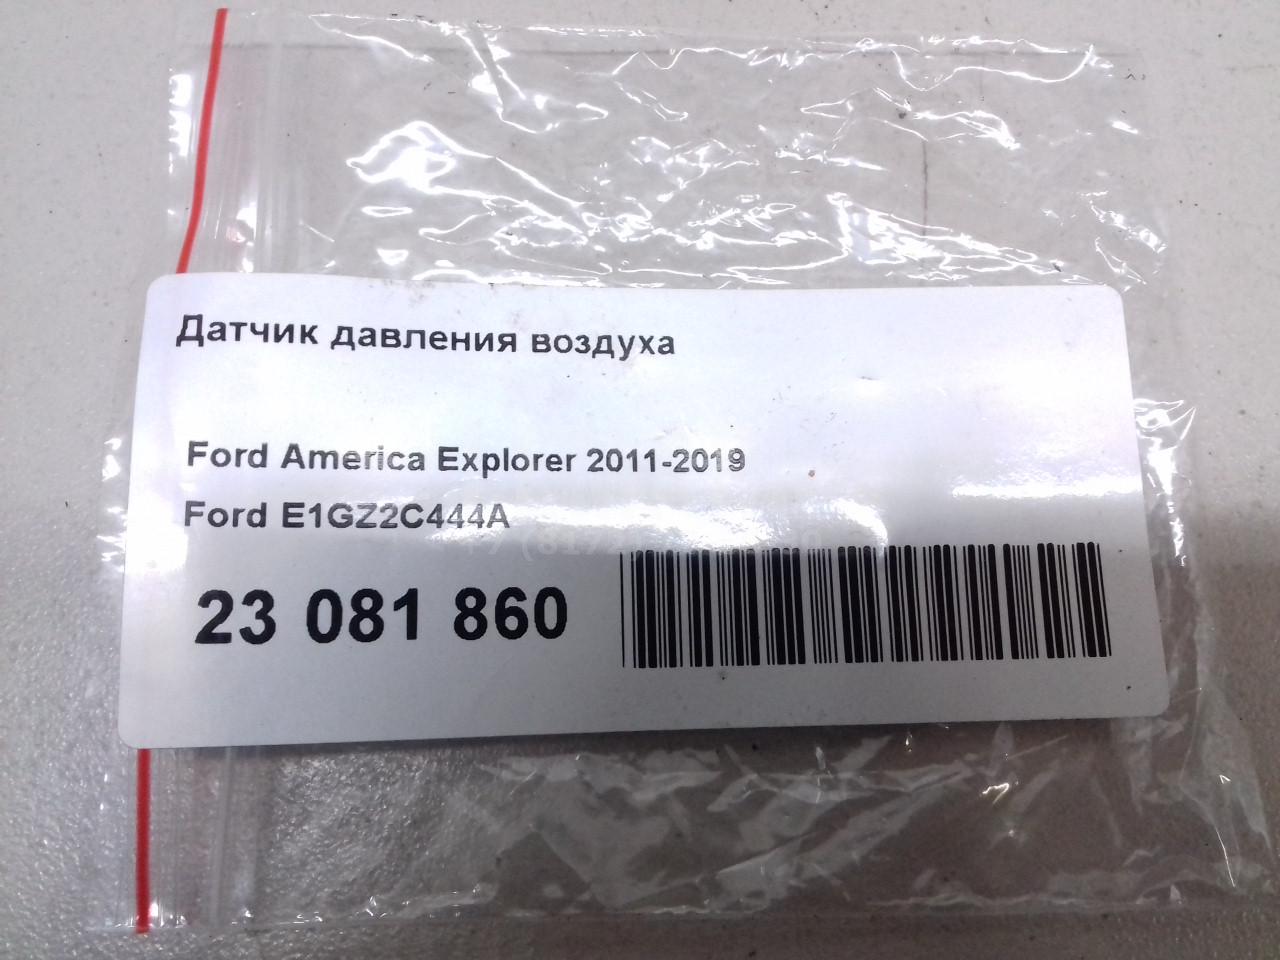 Датчик давления воздуха
Ford America Explorer 2011-2019
Ford E1GZ2C444A
23 081 860